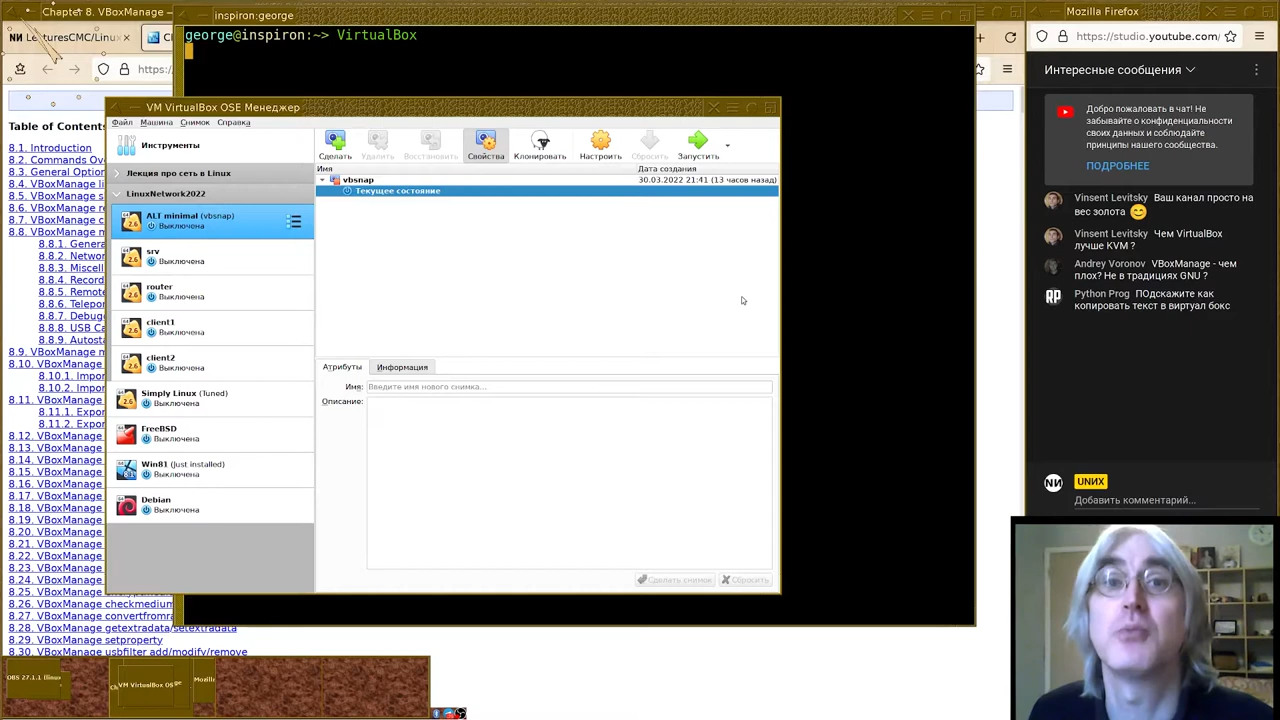 Chapter 8. VBoxManage
LecturesCMC/Linux
https:/
Table of Contents
8.1. Introduction
8.2. Commands Ov
8.3. General Option
8.4. VBoxManage li
8.5. VBoxManage s
8.6. VBoxManage re
8.7. VBoxManage c
8.8. VBoxManage m
8.8.1. Genera
8.8.2. Netwo
8.8.3. Miscell
8.8.4. Record
8.8.5. Remote
8.8.6. Telepor
8.8.7. Debugg
8.8.8. USB Ca
8.8.9. Autosta
8.9. VBoxManage m
8.10. VBoxManage
8.10.1. Import
8.10.2. Impor
8.11. VBoxManage
8.11.1. Export
8.11.2. Expor
8.12. VBoxManage
8.13. VBoxManage
8.14. VBoxManage
8.15. VBoxManage
8.16. VBoxManage
8.17. VBoxManage
8.18. VBoxManage
8.19. VBoxManage
8.20. VBoxManage
8.21. VBoxManage
8.22. VBoxManage
8.23. VBoxManage
8.24. VBoxManage
8.26. VBoxManage checkmedium
8.27. VBoxManage convertfromra
8.28. VBoxManage getextradata/setextradata
8.29. VBoxManage setproperty
8.30. VBoxManage usbfilter add/modify/remove
inspiron:george
george@inspiron:~> VirtualBox
VM VirtualBox OSE Менеджер
Файл Машина Снимок Справка
Инструменты
Лекция про сеть в Linux
LinuxNetwork2022
ALT minimal (vbsnap)
Выключена
srv
Выключена
router
Выключена
client1
Выключена
client2
Выключена
Simply Linux (Tuned)
Выключена
FreeBSD
Выключена
Win81 (Just installed)
Выключена
Debian
Выключена
Сделать Удалить Восстановить Свойства Клонировать Настроить Сбросить Запустить
Имя Дата создания
vbsnap 30.03.2022 21:41 (13 часов назад)
Текущее состояние
Атрибуты Информация
Имя: Введите имя нового снимка...
Описание:
Сделать снимок Сбросить
Mozilla Firefox
https://studio.youtube.com/
Интересные сообщения
Добро пожаловать в чат! Не
забывайте о конфиденциальности
своих данных и соблюдайте
принципы нашего сообщества.
ПОДРОБНЕЕ
Vinsent Levitsky Ваш канал просто на
вес золота
Vinsent Levitsky Чем VirtualBox
лучше KVM ?
Andrey Voronov VBoxManage - чем
плох? Не в традициях GNU ?
Python Prog ПОДскажите как
копировать текст в виртуал бокс
UNИX
Добавить комментарий...
OBS 27.1.1 (linux
VM VirtualBox OSE
Mozill